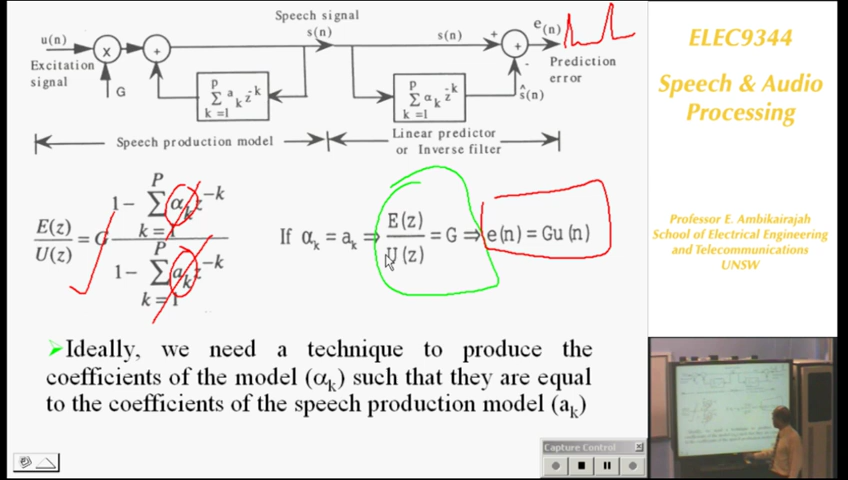 Speech signal
s(n)
u(n)
Excitation
signal
X
G
+
P
Σ a_k z^-k
k =1
s(n)
+
+
-
e(n)
Prediction
error
P
Σ α_k z^-k
k =1
ŝ(n)
Speech production model
Linear predictor
or Inverse filter
E(z)/U(z) = G (1- Σ_{k=1}^{P} α_k z^-k) / (1- Σ_{k=1}^{P} a_k z^-k)
If α_k = a_k ⇒ E(z)/U(z) = G ⇒ e(n) = Gu(n)
➢Ideally, we need a technique to produce the
coefficients of the model (α_k) such that they are equal
to the coefficients of the speech production model (a_k)
Capture Control
ELEC9344
Speech & Audio
Processing
Professor E. Ambikairajah
School of Electrical Engineering
and Telecommunications
UNSW